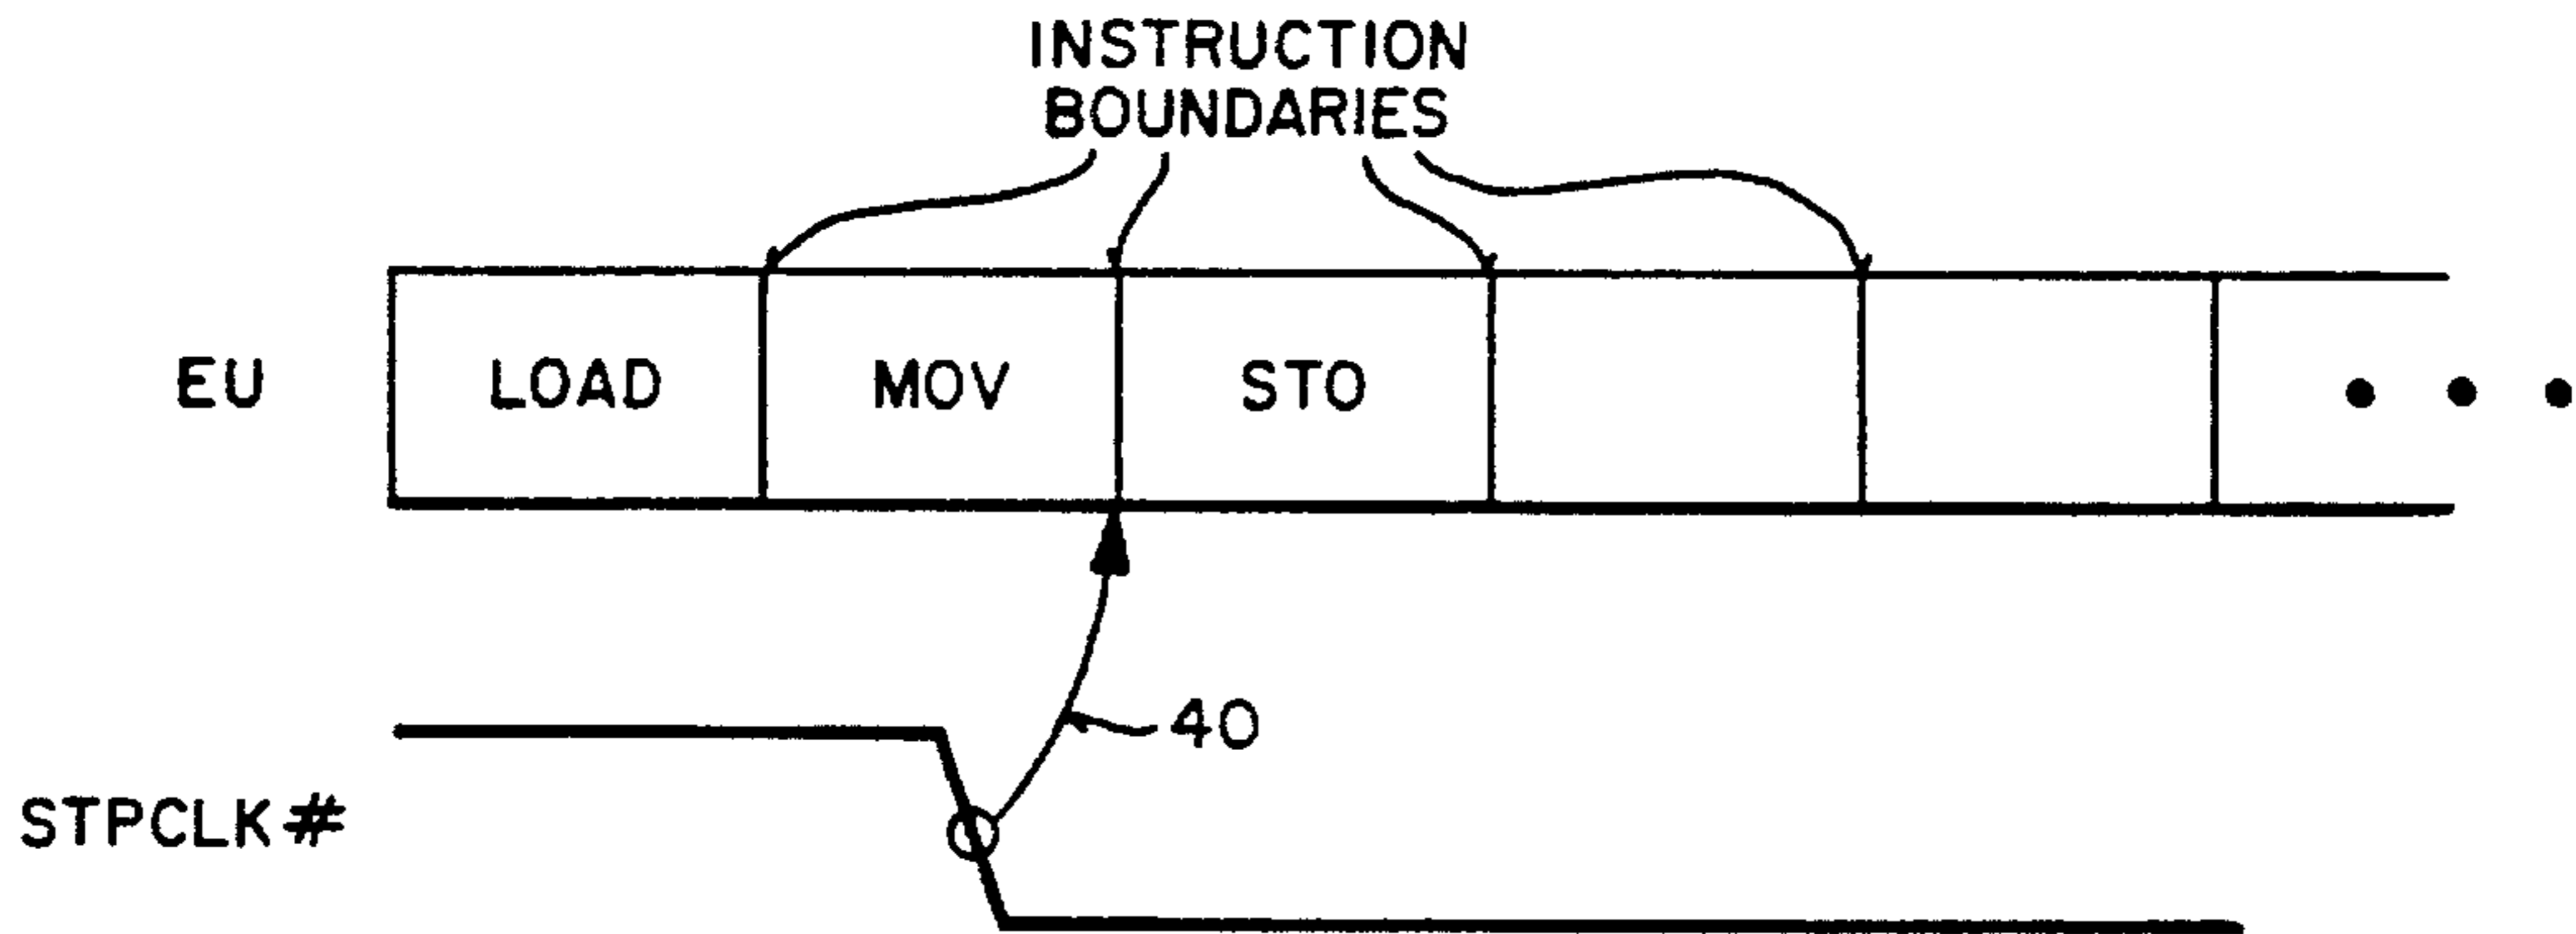 INSTRUCTION
BOUNDARIES
EU LOAD MOV STO
40
STPCLK#